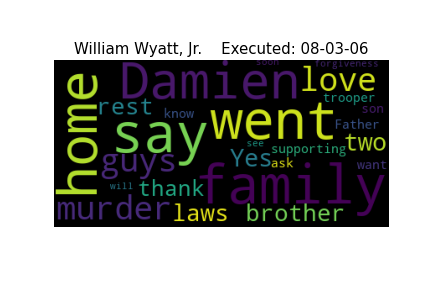 William Wyatt, Jr.    Executed: 08-03-06
soon forgiveness
Damien love
home
rest know trooper son
say went Father
two
guys Yes see supporting
ask want
will thank family
murder laws brother